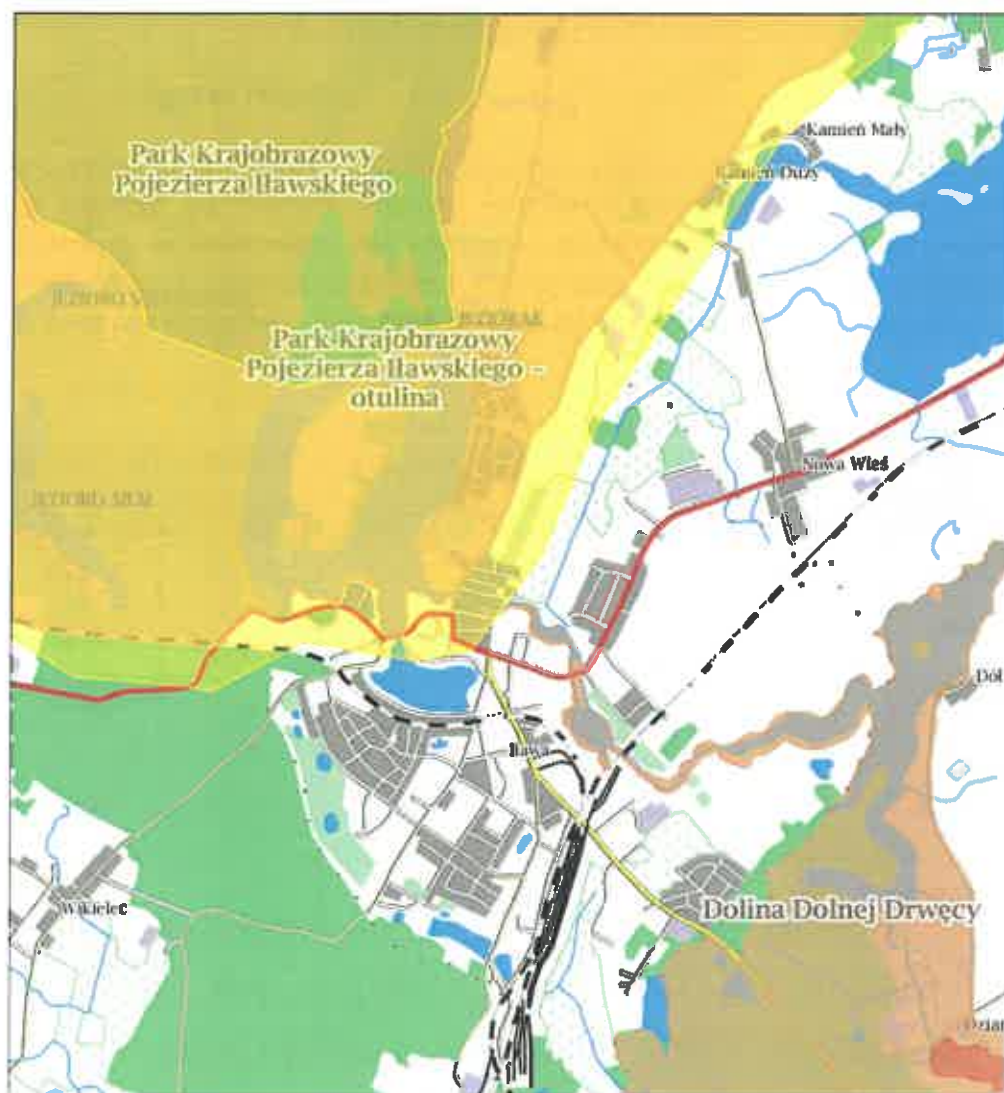 Park Krajobrazowy
Pojezierza Iławskiego
Kamień Mały
Kamień Duży
Park Krajobrazowy
Pojezierza Iławskiego -
otulina
Nowa Wieś
Iława
Wikielec
Dolina Dolnej Drwęcy